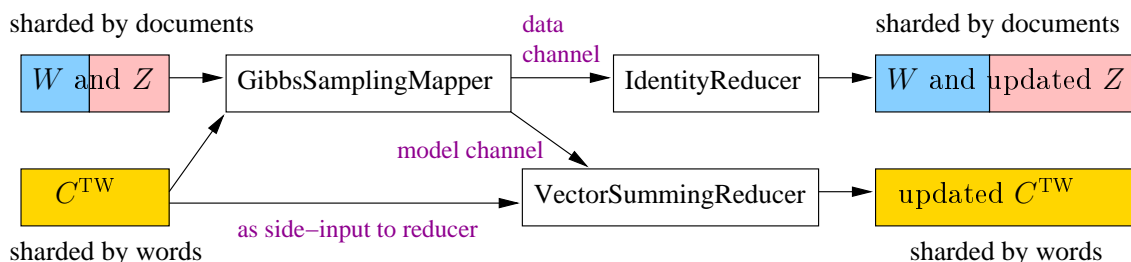 sharded by documents
data
channel
sharded by documents
W and Z
GibbsSamplingMapper
IdentityReducer
W and updated Z
model channel
C^TW
VectorSummingReducer
updated C^TW
as side−input to reducer
sharded by words
sharded by words